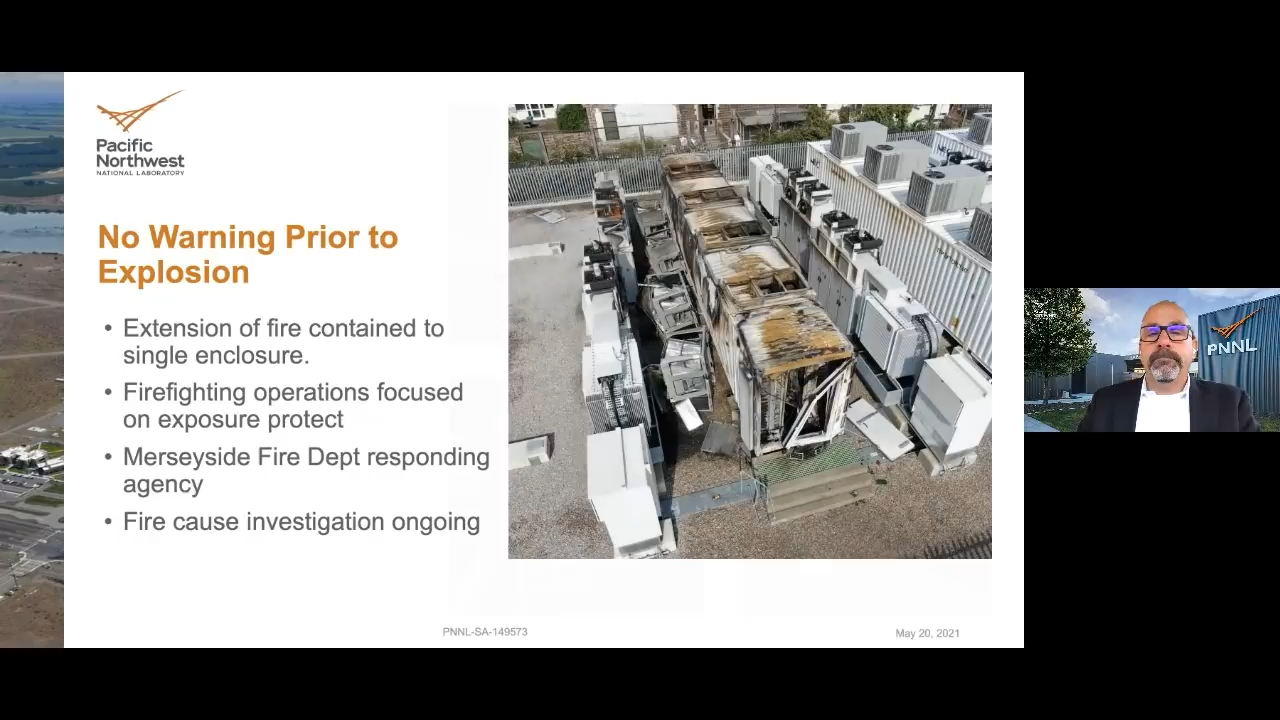 Pacific
Northwest
NATIONAL LABORATORY
No Warning Prior to
Explosion
• Extension of fire contained to
single enclosure.
• Firefighting operations focused
on exposure protect
• Merseyside Fire Dept responding
agency
• Fire cause investigation ongoing
PNNL-SA-149573
May 20, 2021
PNNL